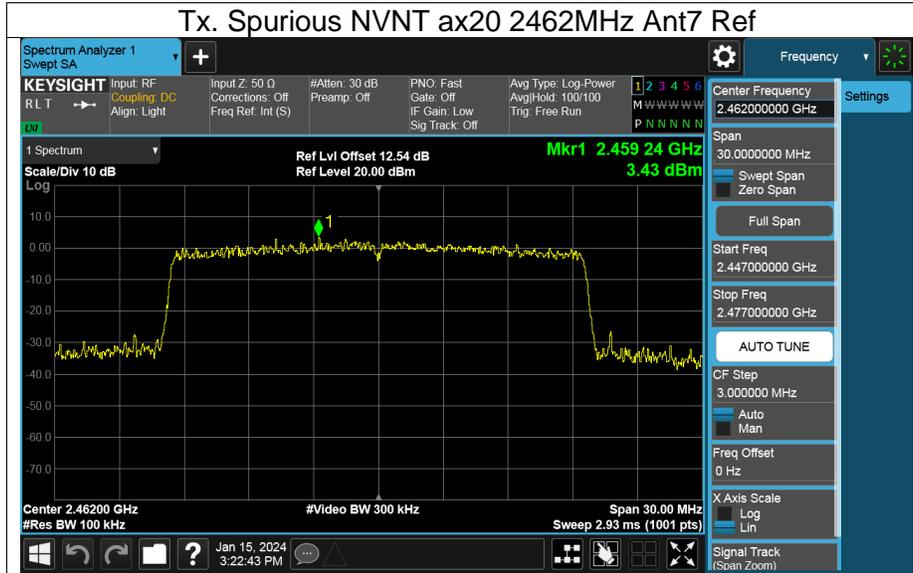 Tx. Spurious NVNT ax20 2462MHz Ant7 Ref
Spectrum Analyzer 1
Swept SA
+
Frequency
KEYSIGHT
RLT
LXI
Input: RF
Coupling: DC
Align: Light
Input Z: 50 Ω
Corrections: Off
Freq Ref: Int (S)
#Atten: 30 dB
Preamp: Off
PNO: Fast
Gate: Off
IF Gain: Low
Sig Track: Off
Avg Type: Log-Power
Avg|Hold: 100/100
Trig: Free Run
1 2 3 4 5 6
M W W W W W
P N N N N N
Settings
1 Spectrum
Scale/Div 10 dB
Log
Ref Lvl Offset 12.54 dB
Ref Level 20.00 dBm
Mkr1 2.459 24 GHz
3.43 dBm
1
10.0
0.00
-10.0
-20.0
-30.0
-40.0
-50.0
-60.0
-70.0
Center 2.46200 GHz
#Res BW 100 kHz
#Video BW 300 kHz
Span 30.00 MHz
Sweep 2.93 ms (1001 pts)
Center Frequency
2.462000000 GHz
Span
30.0000000 MHz
Swept Span
Zero Span
Full Span
Start Freq
2.447000000 GHz
Stop Freq
2.477000000 GHz
AUTO TUNE
CF Step
3.000000 MHz
Auto
Man
Freq Offset
0 Hz
X Axis Scale
Log
Lin
Signal Track
(Span Zoom)
?
Jan 15, 2024
3:22:43 PM